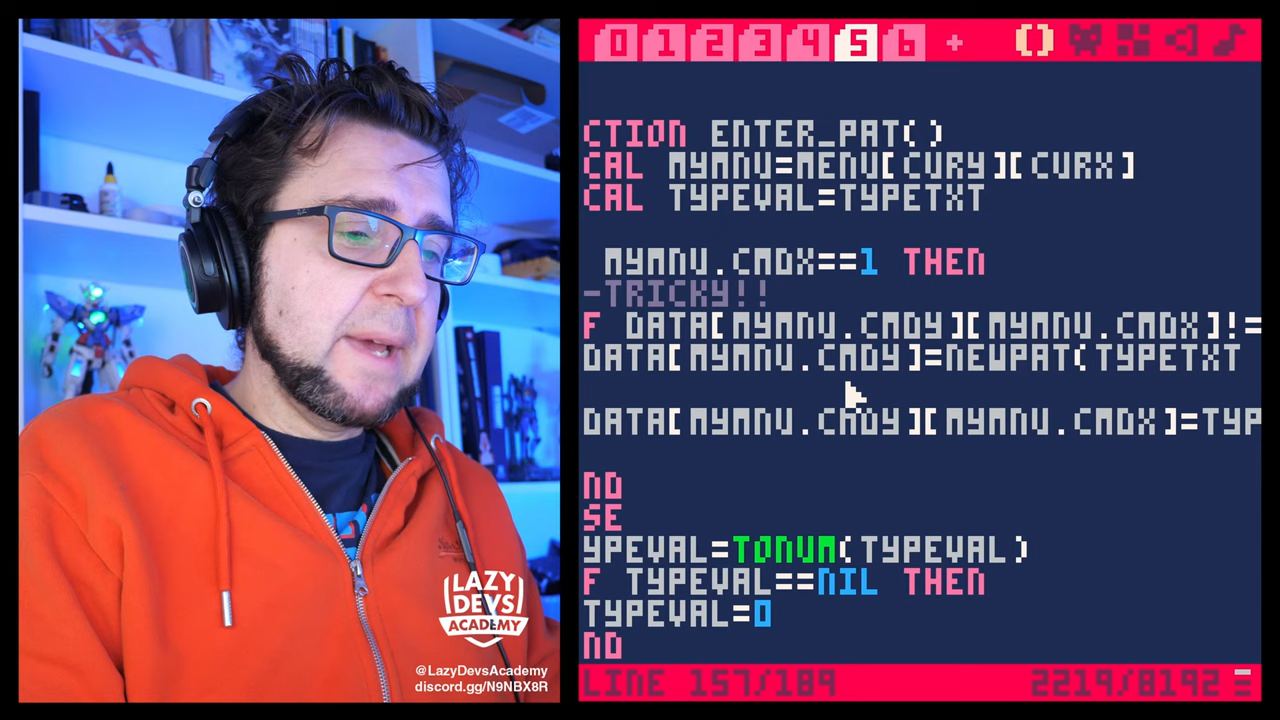 0 1 2 3 4 5 6 +
CTION ENTER_PAT()
CAL MYMNU=MENU[CURY][CURX]
CAL TYPEVAL=TYPETXT
MYMNU.CMDX==1 THEN
-TRICKY!!
F DATA[MYMNU.CMDY][MYMNU.CMDX]!=
DATA[MYMNU.CMDY]=NEWPAT(TYPETXT
DATA[MYMNU.CMDY][MYMNU.CMDX]=TYP
ND
SE
YPEVAL=TONUM(TYPEVAL)
F TYPEVAL==NIL THEN
TYPEVAL=0
ND
LINE 157/189 2219/8192
LAZY
DEVS
ACADEMY
@LazyDevsAcademy
discord.gg/N9NBX8R